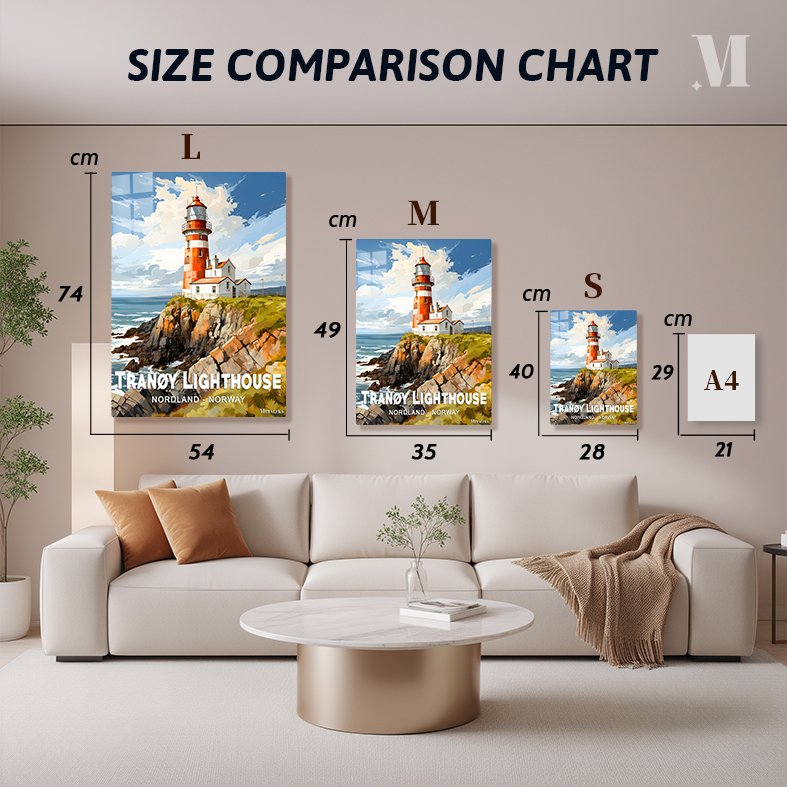 SIZE COMPARISON CHART
M
L
cm
74
54
TRANØY LIGHTHOUSE
NORDLAND - NORWAY
M
cm
49
35
TRANØY LIGHTHOUSE
NORDLAND - NORWAY
S
cm
40
28
TRANØY LIGHTHOUSE
NORDLAND - NORWAY
cm
29
21
A4